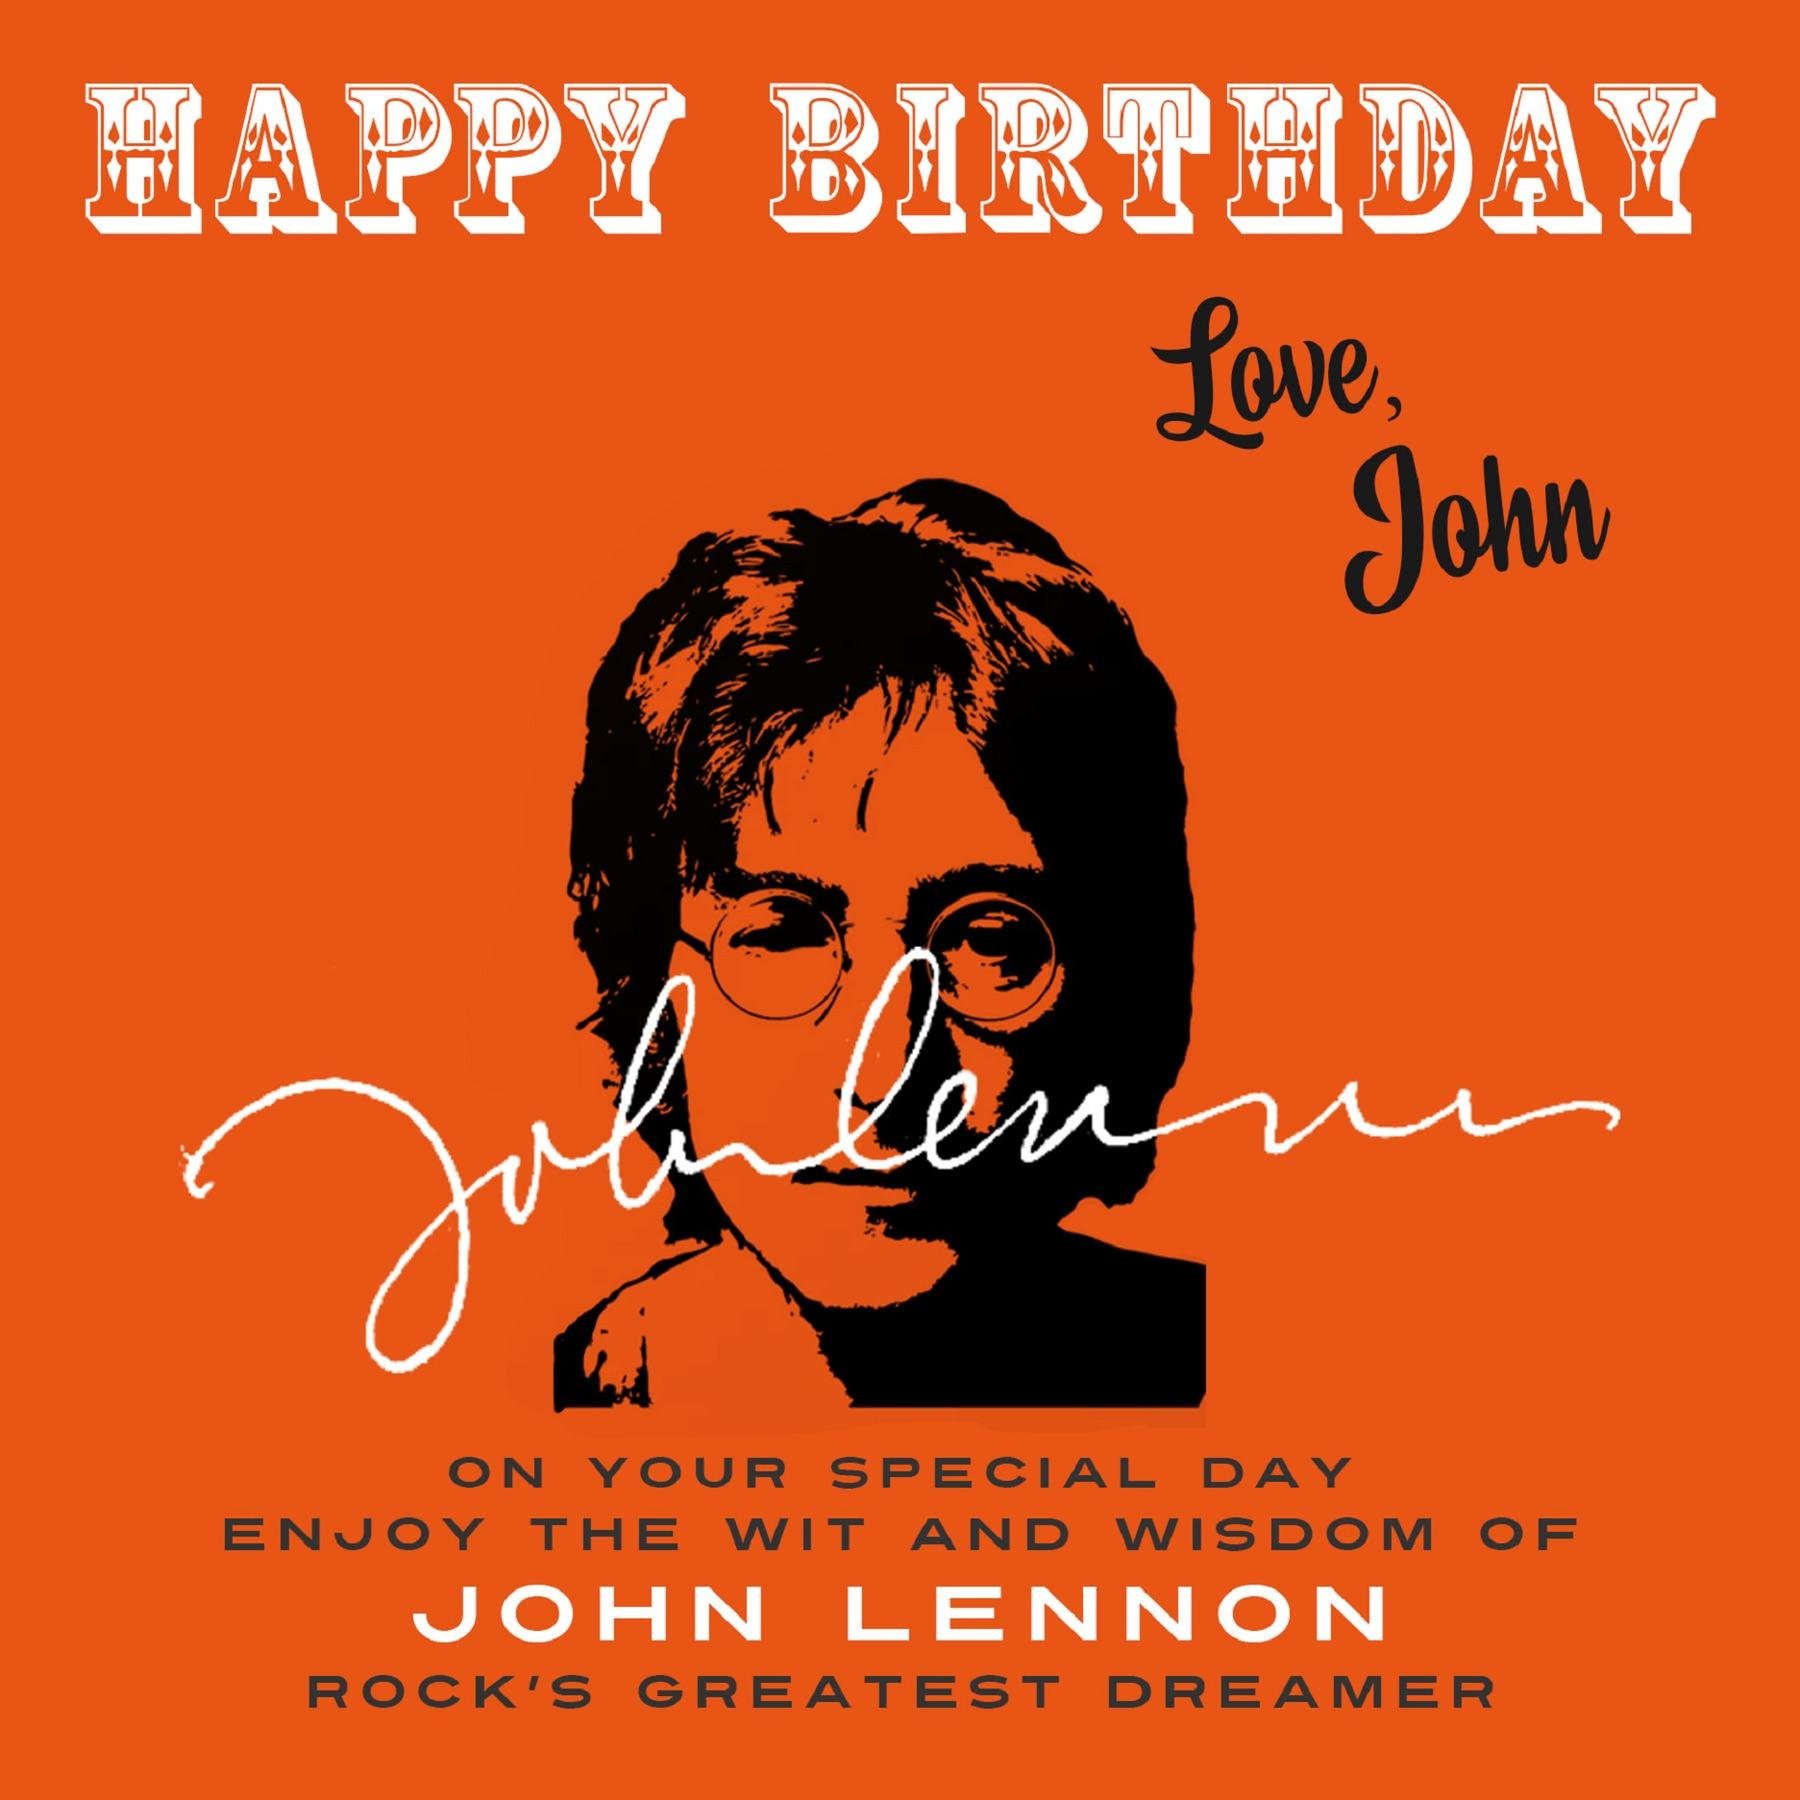 HAPPY BIRTHDAY
Love,
John
John Lennon
ON YOUR SPECIAL DAY
ENJOY THE WIT AND WISDOM OF
JOHN LENNON
ROCK'S GREATEST DREAMER